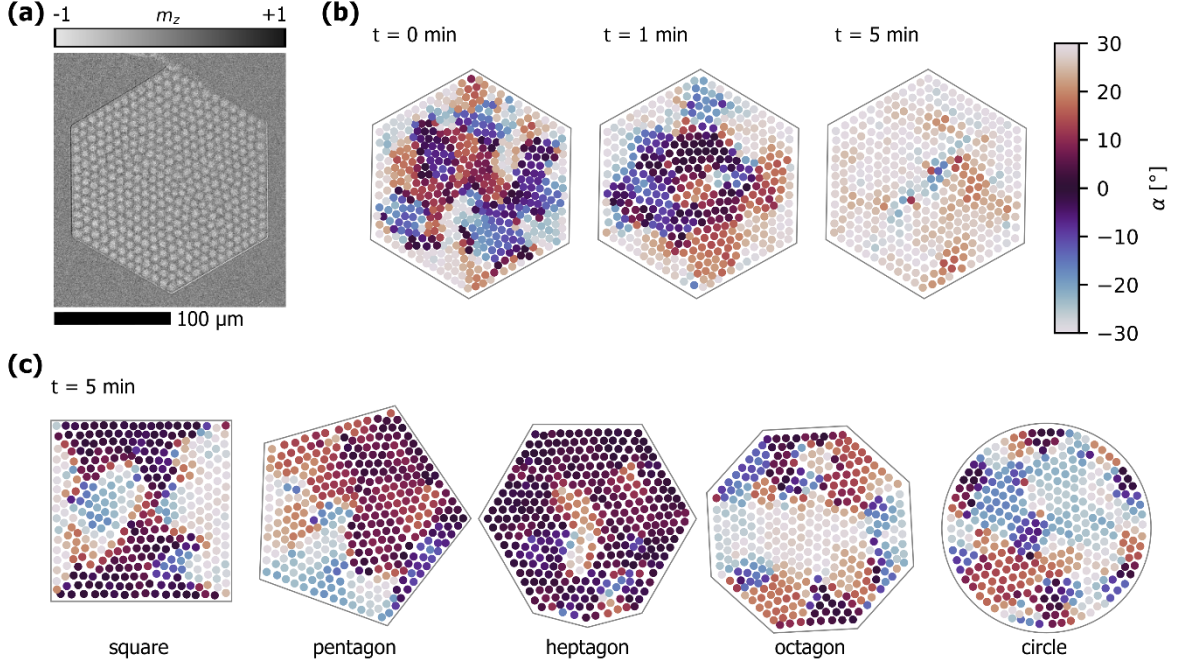 (a)
-1 m_z +1
100 μm
(b)
t = 0 min t = 1 min t = 5 min
30
20
10
0
−10
−20
−30
α [°]
(c)
t = 5 min
square pentagon heptagon octagon circle